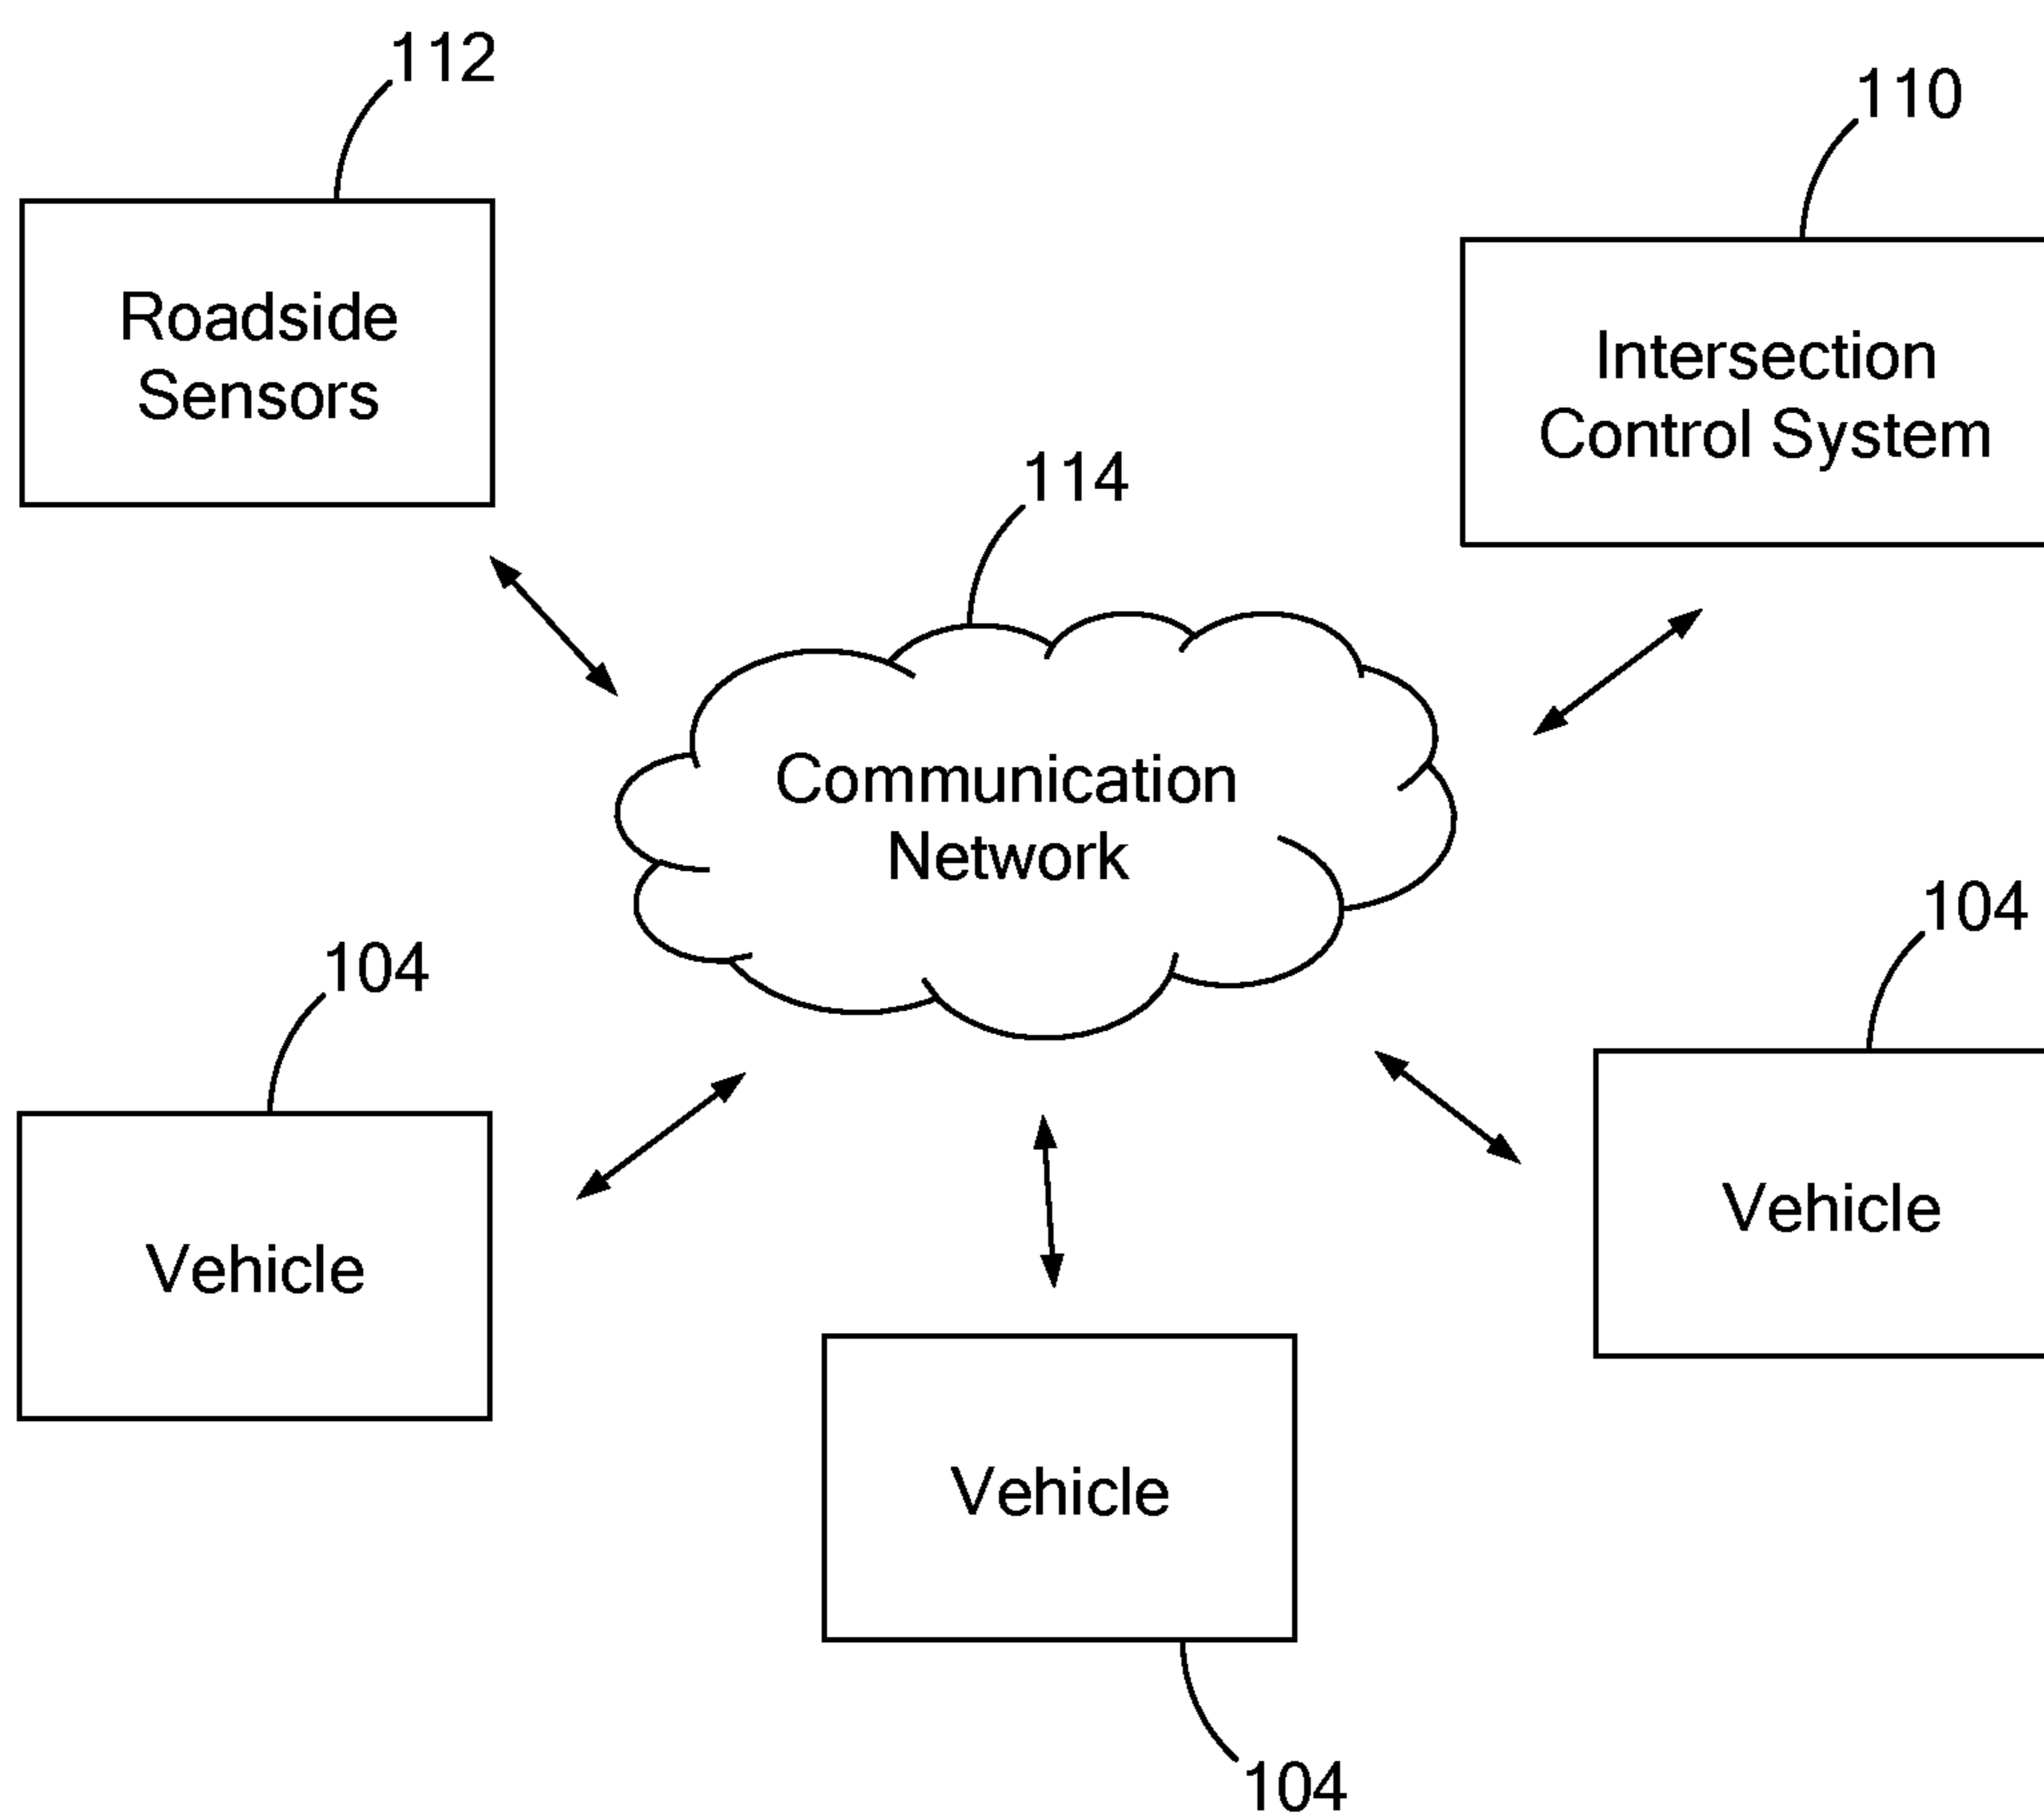 112
110
Roadside
Sensors
Intersection
Control System
114
Communication
Network
104
104
Vehicle
Vehicle
Vehicle
104